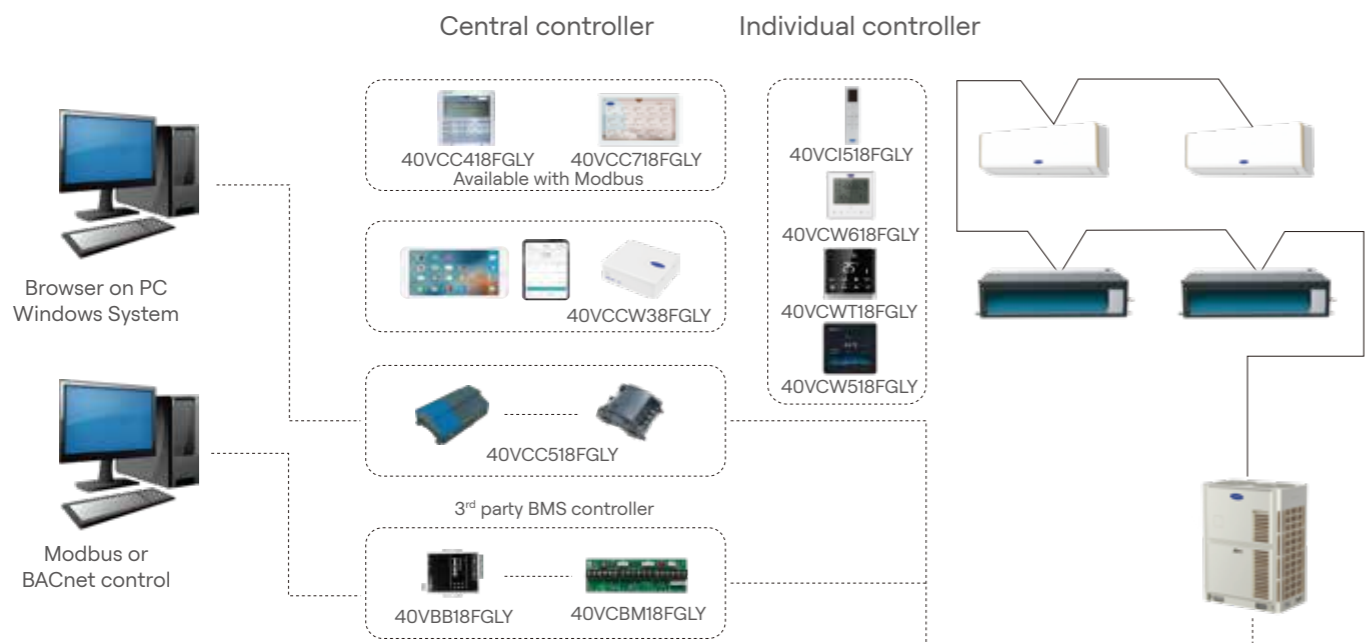 Central controller
Individual controller
40VCC418FGLY
40VCC718FGLY
Available with Modbus
40VCI518FGLY
40VCW618FGLY
Browser on PC
Windows System
40VCCW38FGLY
40VCWT18FGLY
40VCW518FGLY
40VCC518FGLY
3rd party BMS controller
Modbus or
BACnet control
40VBB18FGLY
40VCBM18FGLY